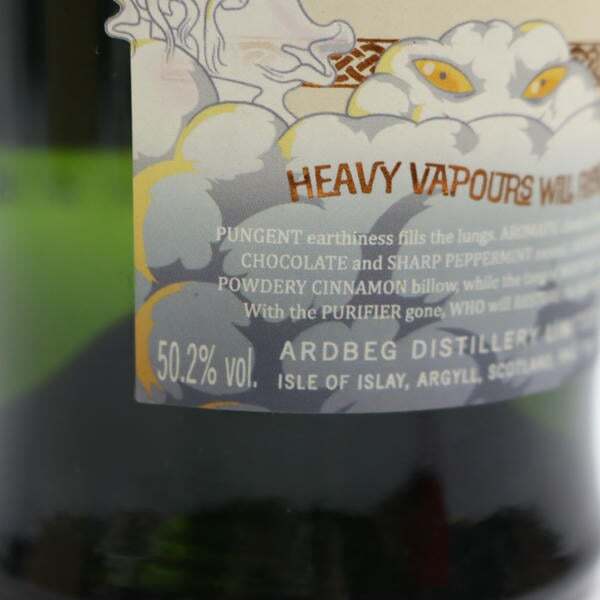 HEAVY VAPOURS WILL
PUNGENT earthiness fills the lungs.
CHOCOLATE and SHARP PEPPERMINT
POWDERY CINNAMON billow, while the
With the PURIFIER gone, WHO will
50.2% vol. ARDBEG DISTILLERY
ISLE OF ISLAY, ARGYLL, SCOTLAND,